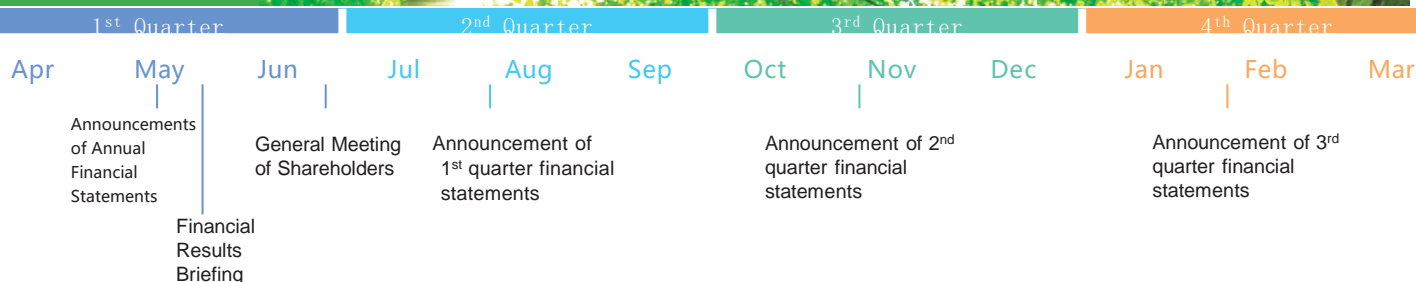 1st Quarter 2nd Quarter 3rd Quarter 4th Quarter
Apr May Jun Jul Aug Sep Oct Nov Dec Jan Feb Mar
Announcements
of Annual
Financial
Statements
Financial
Results
Briefing
General Meeting
of Shareholders
Announcement of
1st quarter financial
statements
Announcement of 2nd
quarter financial
statements
Announcement of 3rd
quarter financial
statements